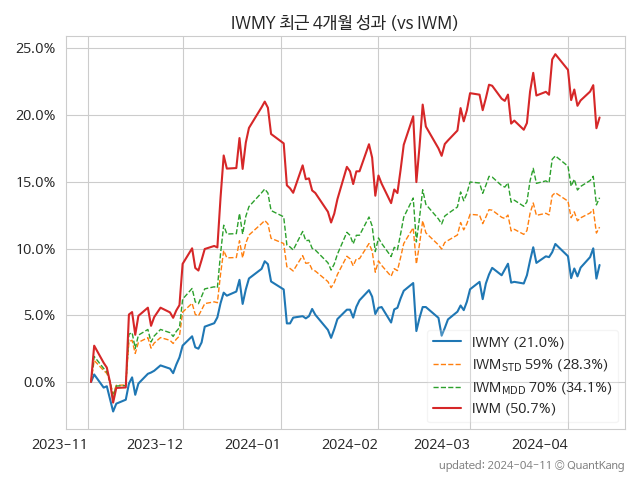 IWMY 최근 4개월 성과 (vs IWM)
25.0%
20.0%
15.0%
10.0%
5.0%
0.0%
IWMY (21.0%)
IWM_STD 59% (28.3%)
IWM_MDD 70% (34.1%)
IWM (50.7%)
2023−11 2023−12 2024−01 2024−02 2024−03 2024−04
updated: 2024-04-11 © QuantKang